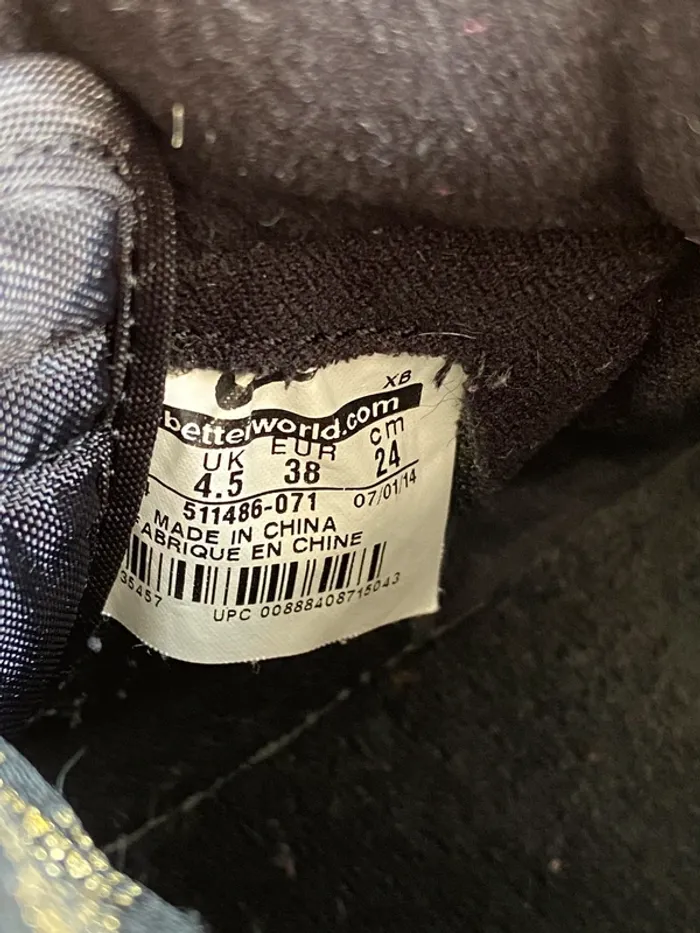 XB
betterworld.com
UK EUR cm
4.5 38 24
511486-071 07/01/14
MADE IN CHINA
FABRIQUE EN CHINE
35457
UPC 00888408715043